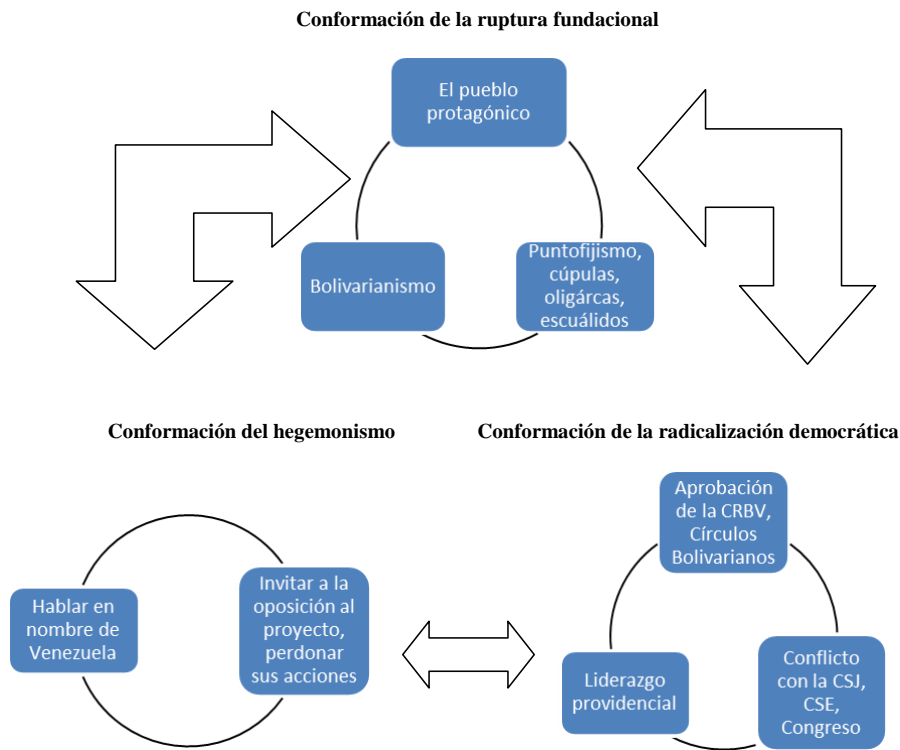 Conformación de la ruptura fundacional
El pueblo
protagónico
Bolivarianismo
Puntofijismo,
cúpulas,
oligárcas,
escuálidos
Conformación del hegemonismo
Hablar en
nombre de
Venezuela
Invitar a la
oposición al
proyecto,
perdonar
sus acciones
Conformación de la radicalización democrática
Aprobación
de la CRBV,
Círculos
Bolivarianos
Liderazgo
providencial
Conflicto
con la CSJ,
CSE,
Congreso